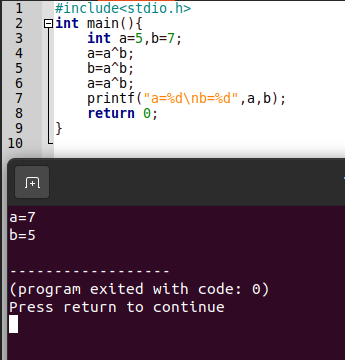 1 #include<stdio.h>
2 int main(){
3 int a=5,b=7;
4 a=a^b;
5 b=a^b;
6 a=a^b;
7 printf("a=%d\nb=%d",a,b);
8 return 0;
9 }
10
a=7
b=5
------------------
(program exited with code: 0)
Press return to continue